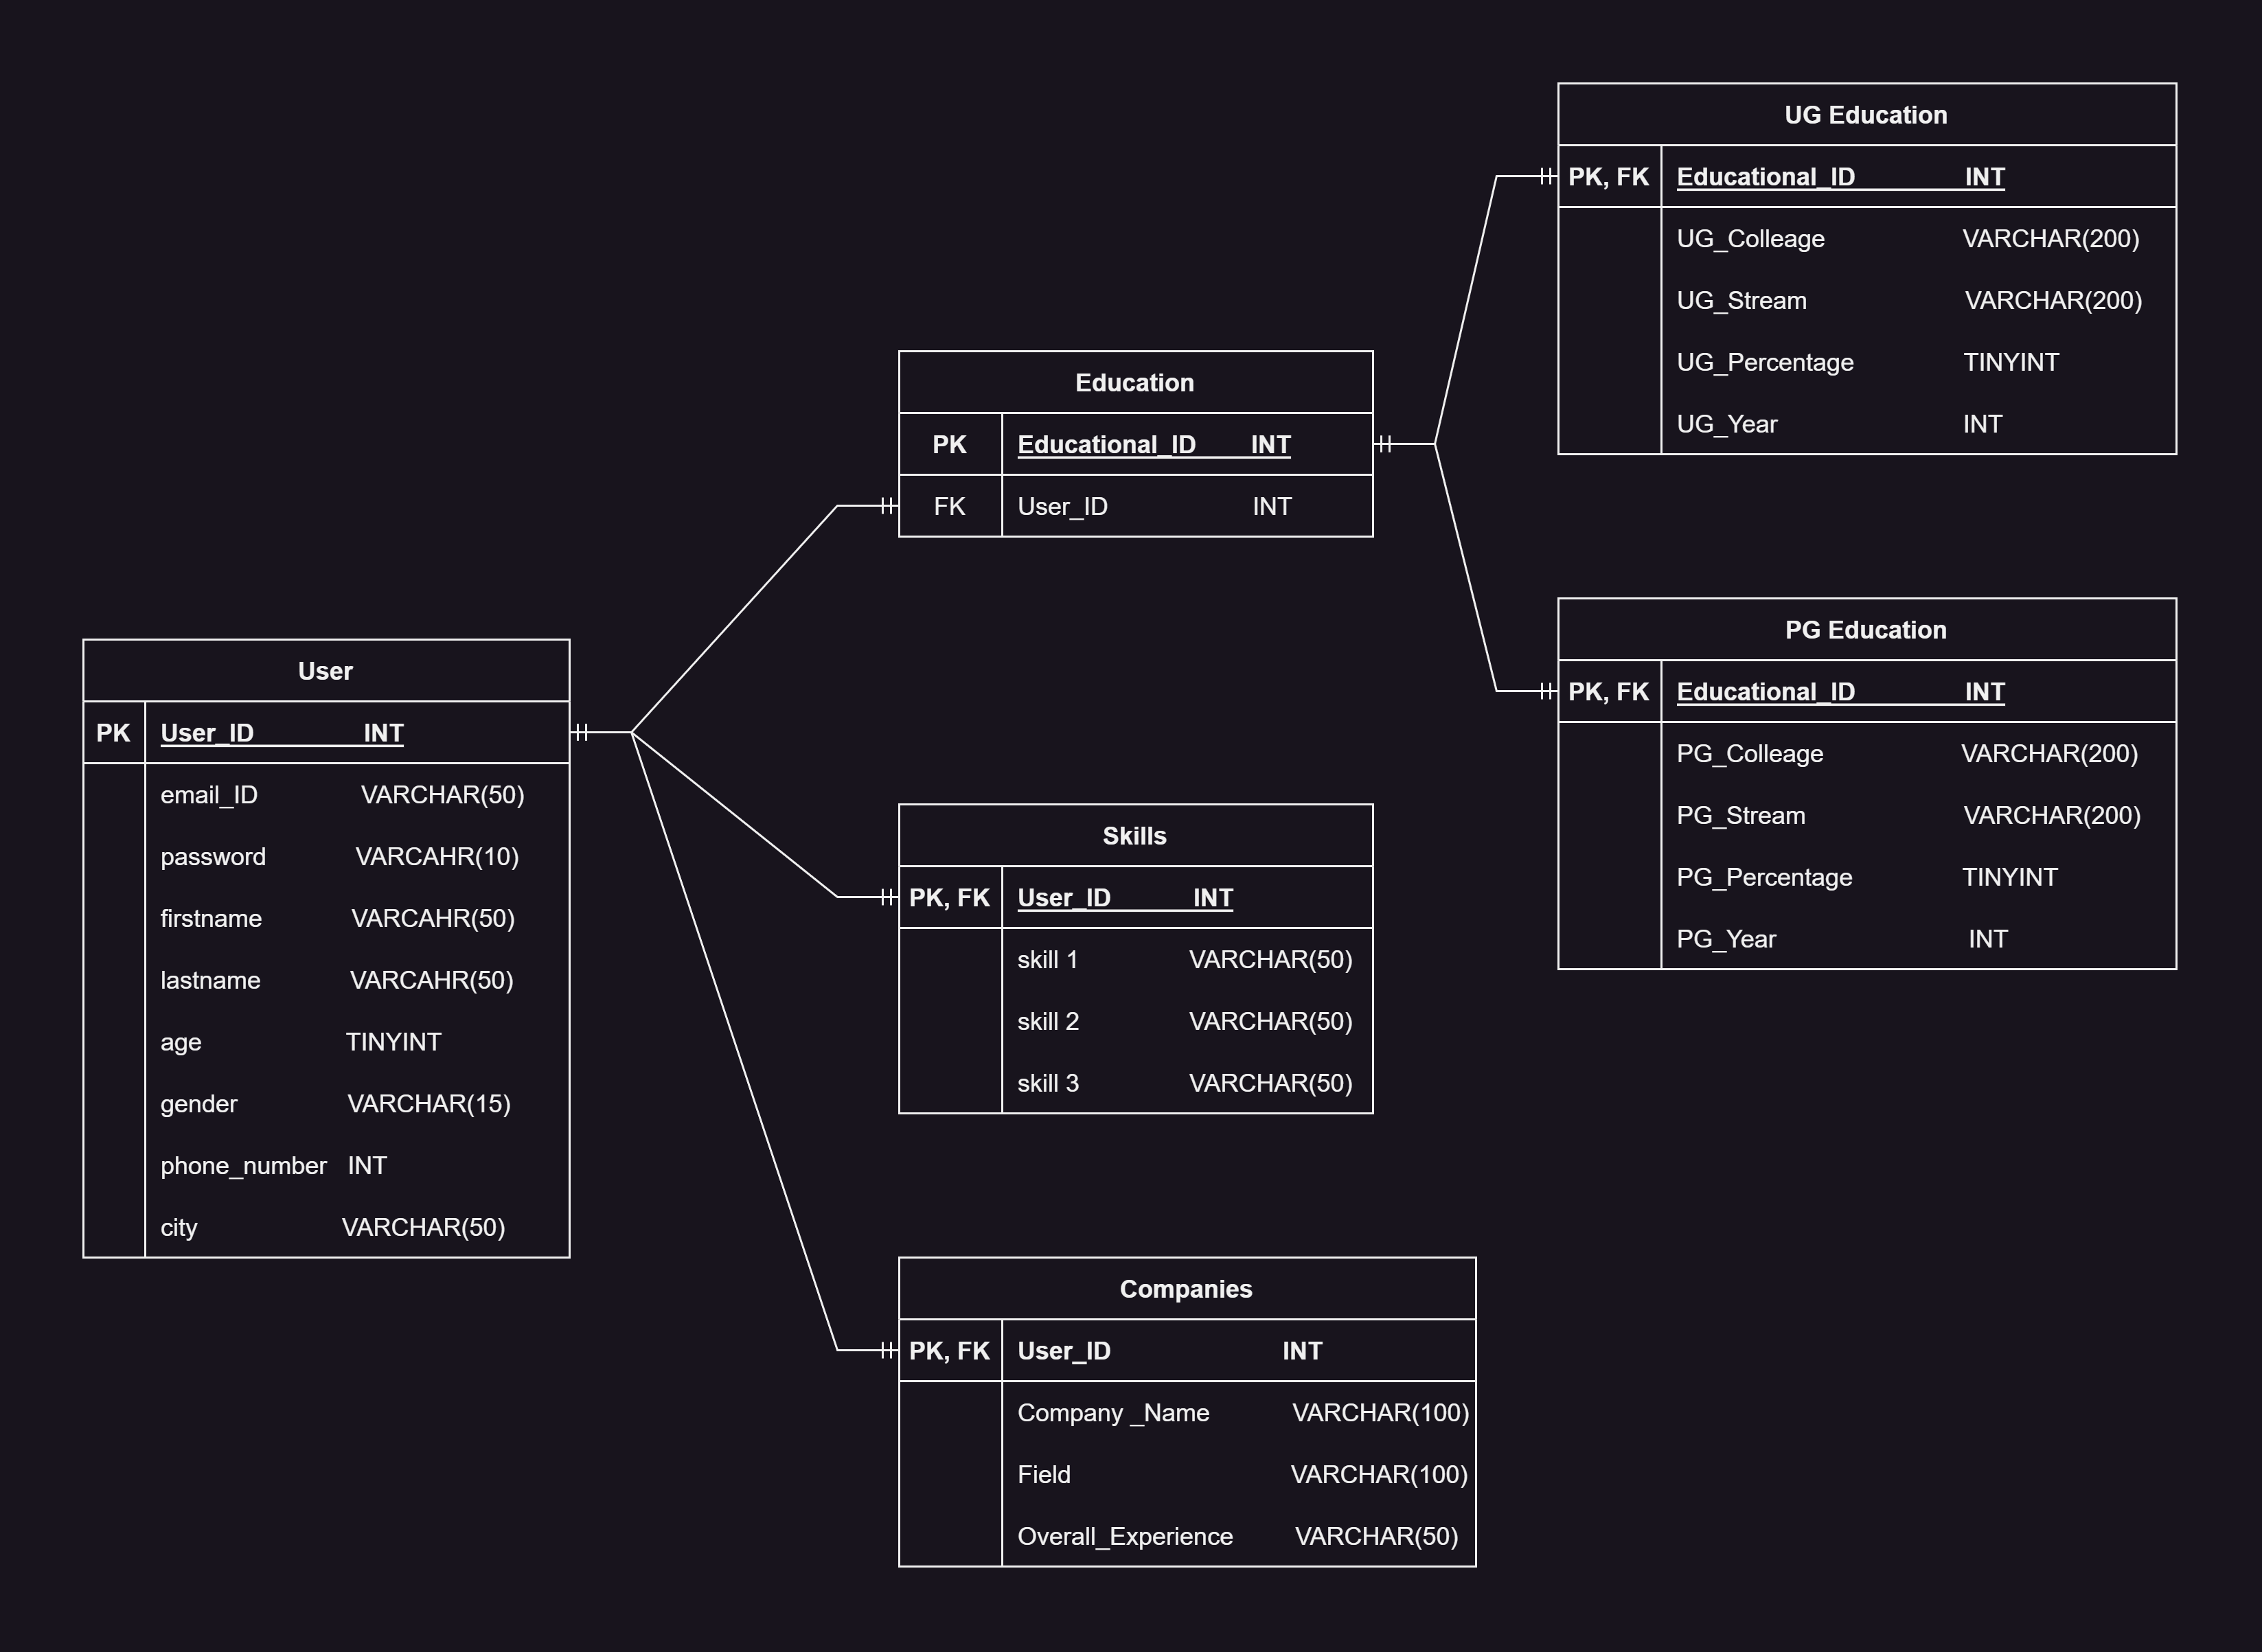 UG Education
PK, FK Educational_ID INT
UG_Colleage VARCHAR(200)
UG_Stream VARCHAR(200)
UG_Percentage TINYINT
UG_Year INT
Education
PK Educational_ID INT
FK User_ID INT
PG Education
PK, FK Educational_ID INT
PG_Colleage VARCHAR(200)
PG_Stream VARCHAR(200)
PG_Percentage TINYINT
PG_Year INT
User
PK User_ID INT
email_ID VARCHAR(50)
password VARCAHR(10)
firstname VARCAHR(50)
lastname VARCAHR(50)
age TINYINT
gender VARCHAR(15)
phone_number INT
city VARCHAR(50)
Skills
PK, FK User_ID INT
skill 1 VARCHAR(50)
skill 2 VARCHAR(50)
skill 3 VARCHAR(50)
Companies
PK, FK User_ID INT
Company _Name VARCHAR(100)
Field VARCHAR(100)
Overall_Experience VARCHAR(50)